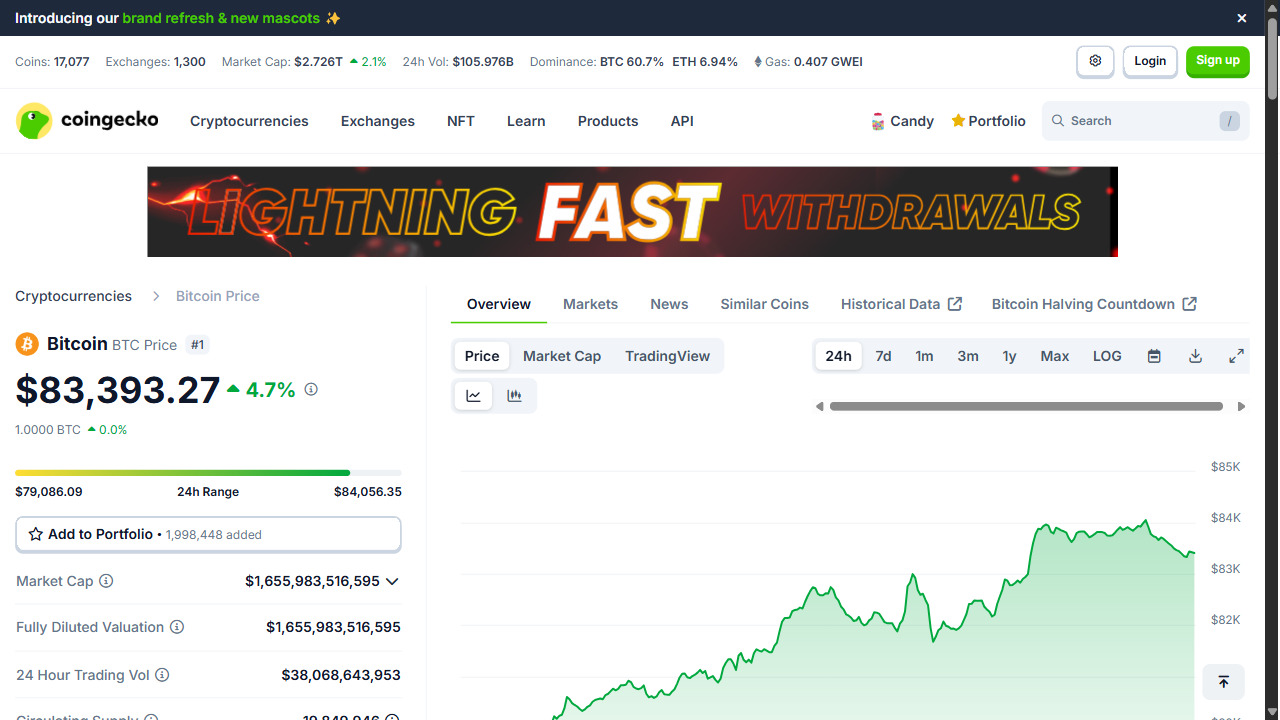 Introducing our brand refresh & new mascots ✨
Coins: 17,077 Exchanges: 1,300 Market Cap: $2.726T 2.1% 24h Vol: $105.976B Dominance: BTC 60.7% ETH 6.94% Gas: 0.407 GWEI
Login
Sign up
coingecko
Cryptocurrencies Exchanges NFT Learn Products API
Candy Portfolio
Search /
LIGHTNING FAST WITHDRAWALS
Cryptocurrencies > Bitcoin Price
Bitcoin BTC Price #1
$83,393.27 4.7%
1.0000 BTC 0.0%
$79,086.09 24h Range $84,056.35
Add to Portfolio • 1,998,448 added
Market Cap $1,655,983,516,595
Fully Diluted Valuation $1,655,983,516,595
24 Hour Trading Vol $38,068,643,953
Overview Markets News Similar Coins Historical Data Bitcoin Halving Countdown
Price Market Cap TradingView
24h 7d 1m 3m 1y Max LOG
$85K
$84K
$83K
$82K